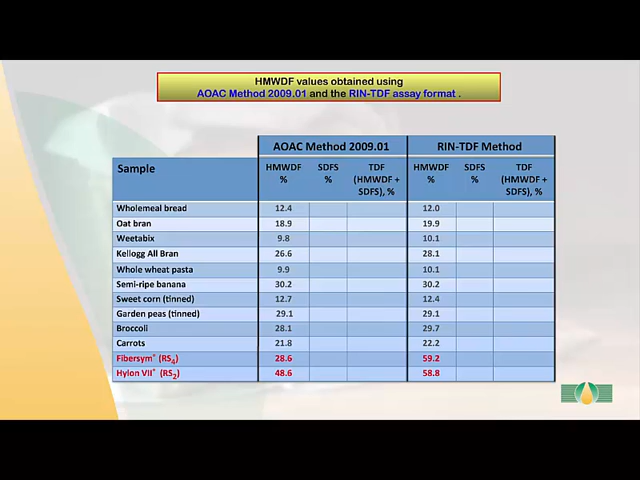 HMWDF values obtained using
AOAC Method 2009.01 and the RIN-TDF assay format .
AOAC Method 2009.01 RIN-TDF Method
Sample HMWDF % SDFS % TDF (HMWDF + SDFS), % HMWDF % SDFS % TDF (HMWDF + SDFS), %
Wholemeal bread 12.4 12.0
Oat bran 18.9 19.9
Weetabix 9.8 10.1
Kellogg All Bran 26.6 28.1
Whole wheat pasta 9.9 10.1
Semi-ripe banana 30.2 30.2
Sweet corn (tinned) 12.7 12.4
Garden peas (tinned) 29.1 29.1
Broccoli 28.1 29.7
Carrots 21.8 22.2
Fibersym® (RS4) 28.6 59.2
Hylon VII® (RS2) 48.6 58.8